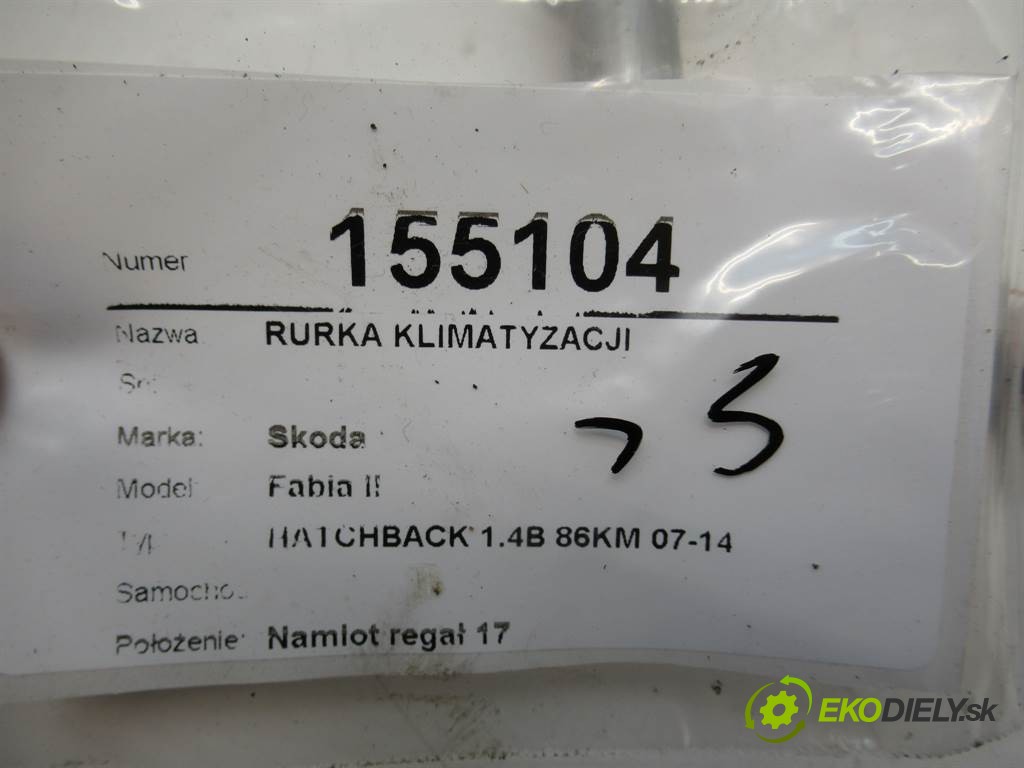 Numer 155104
Nazwa RURKA KLIMATYZACJI
Marka: Skoda
Model Fabia II
HATCHBACK 1.4B 86KM 07-14
Położenie: Namiot regał 17
EKODIELY.sk